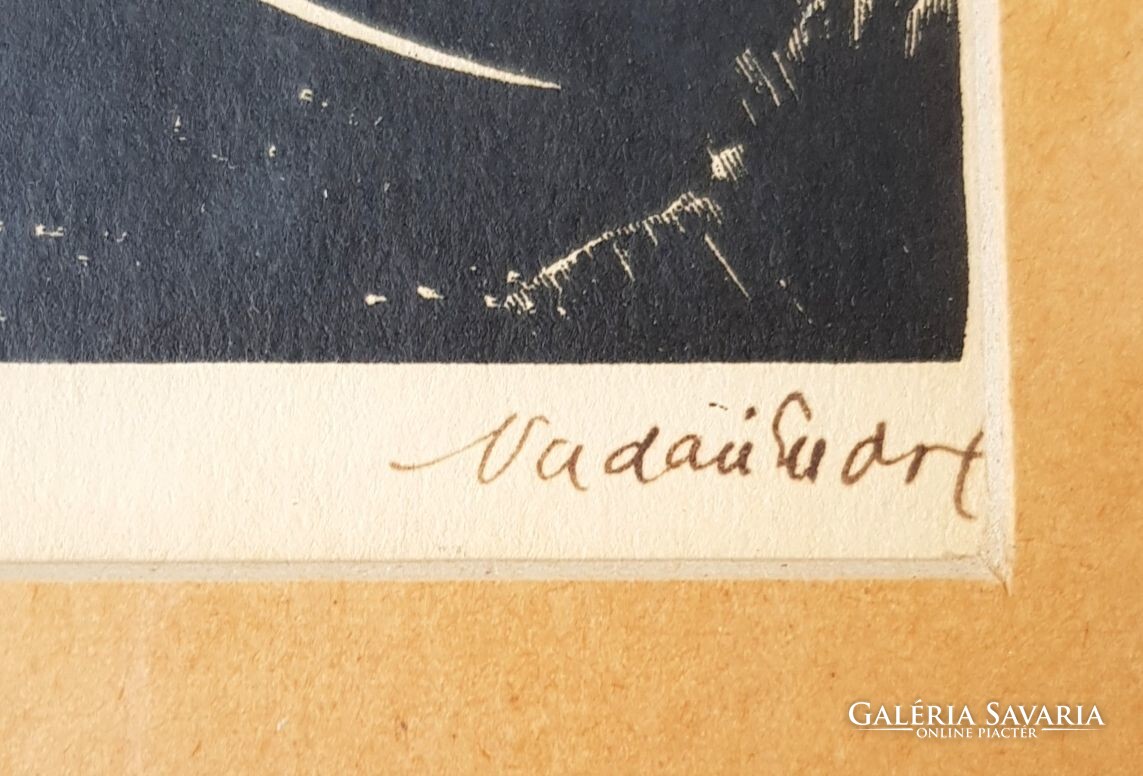 Vadász Endre
GALÉRIA SAVARIA
ONLINE PIACTÉR